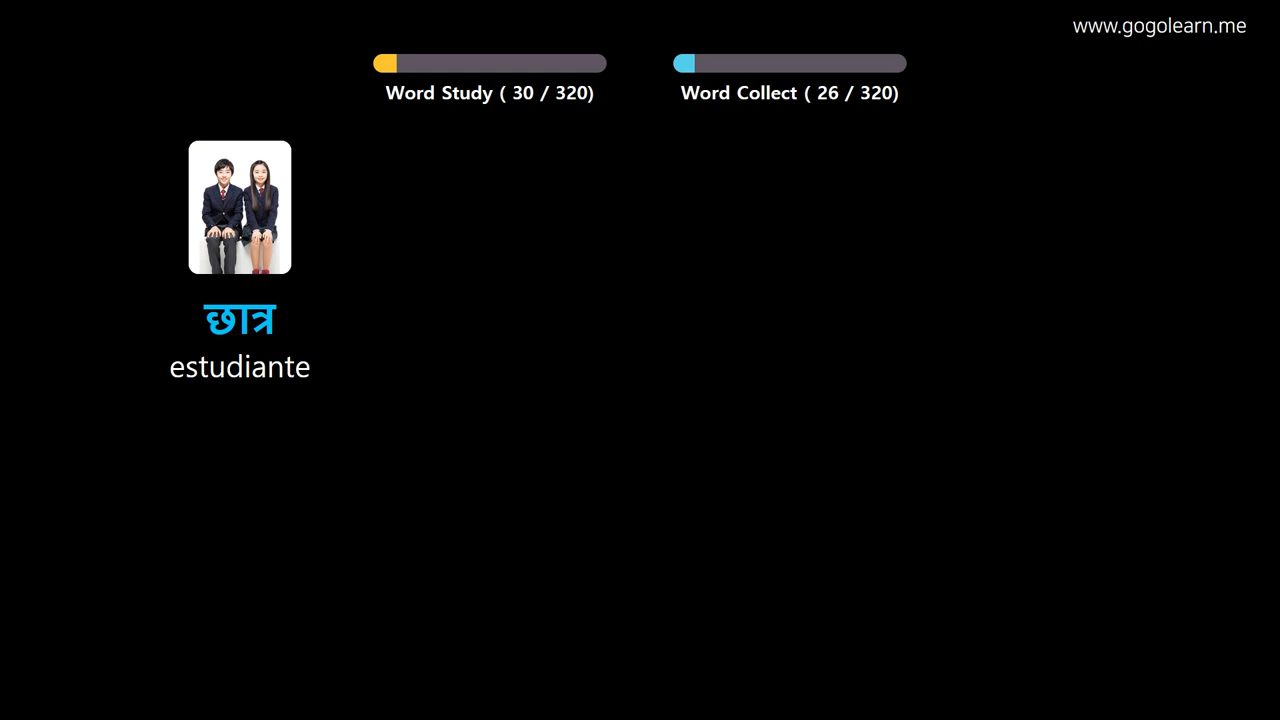 www.gogolearn.me
Word Study ( 30 / 320)
Word Collect ( 26 / 320)
छात्र
estudiante